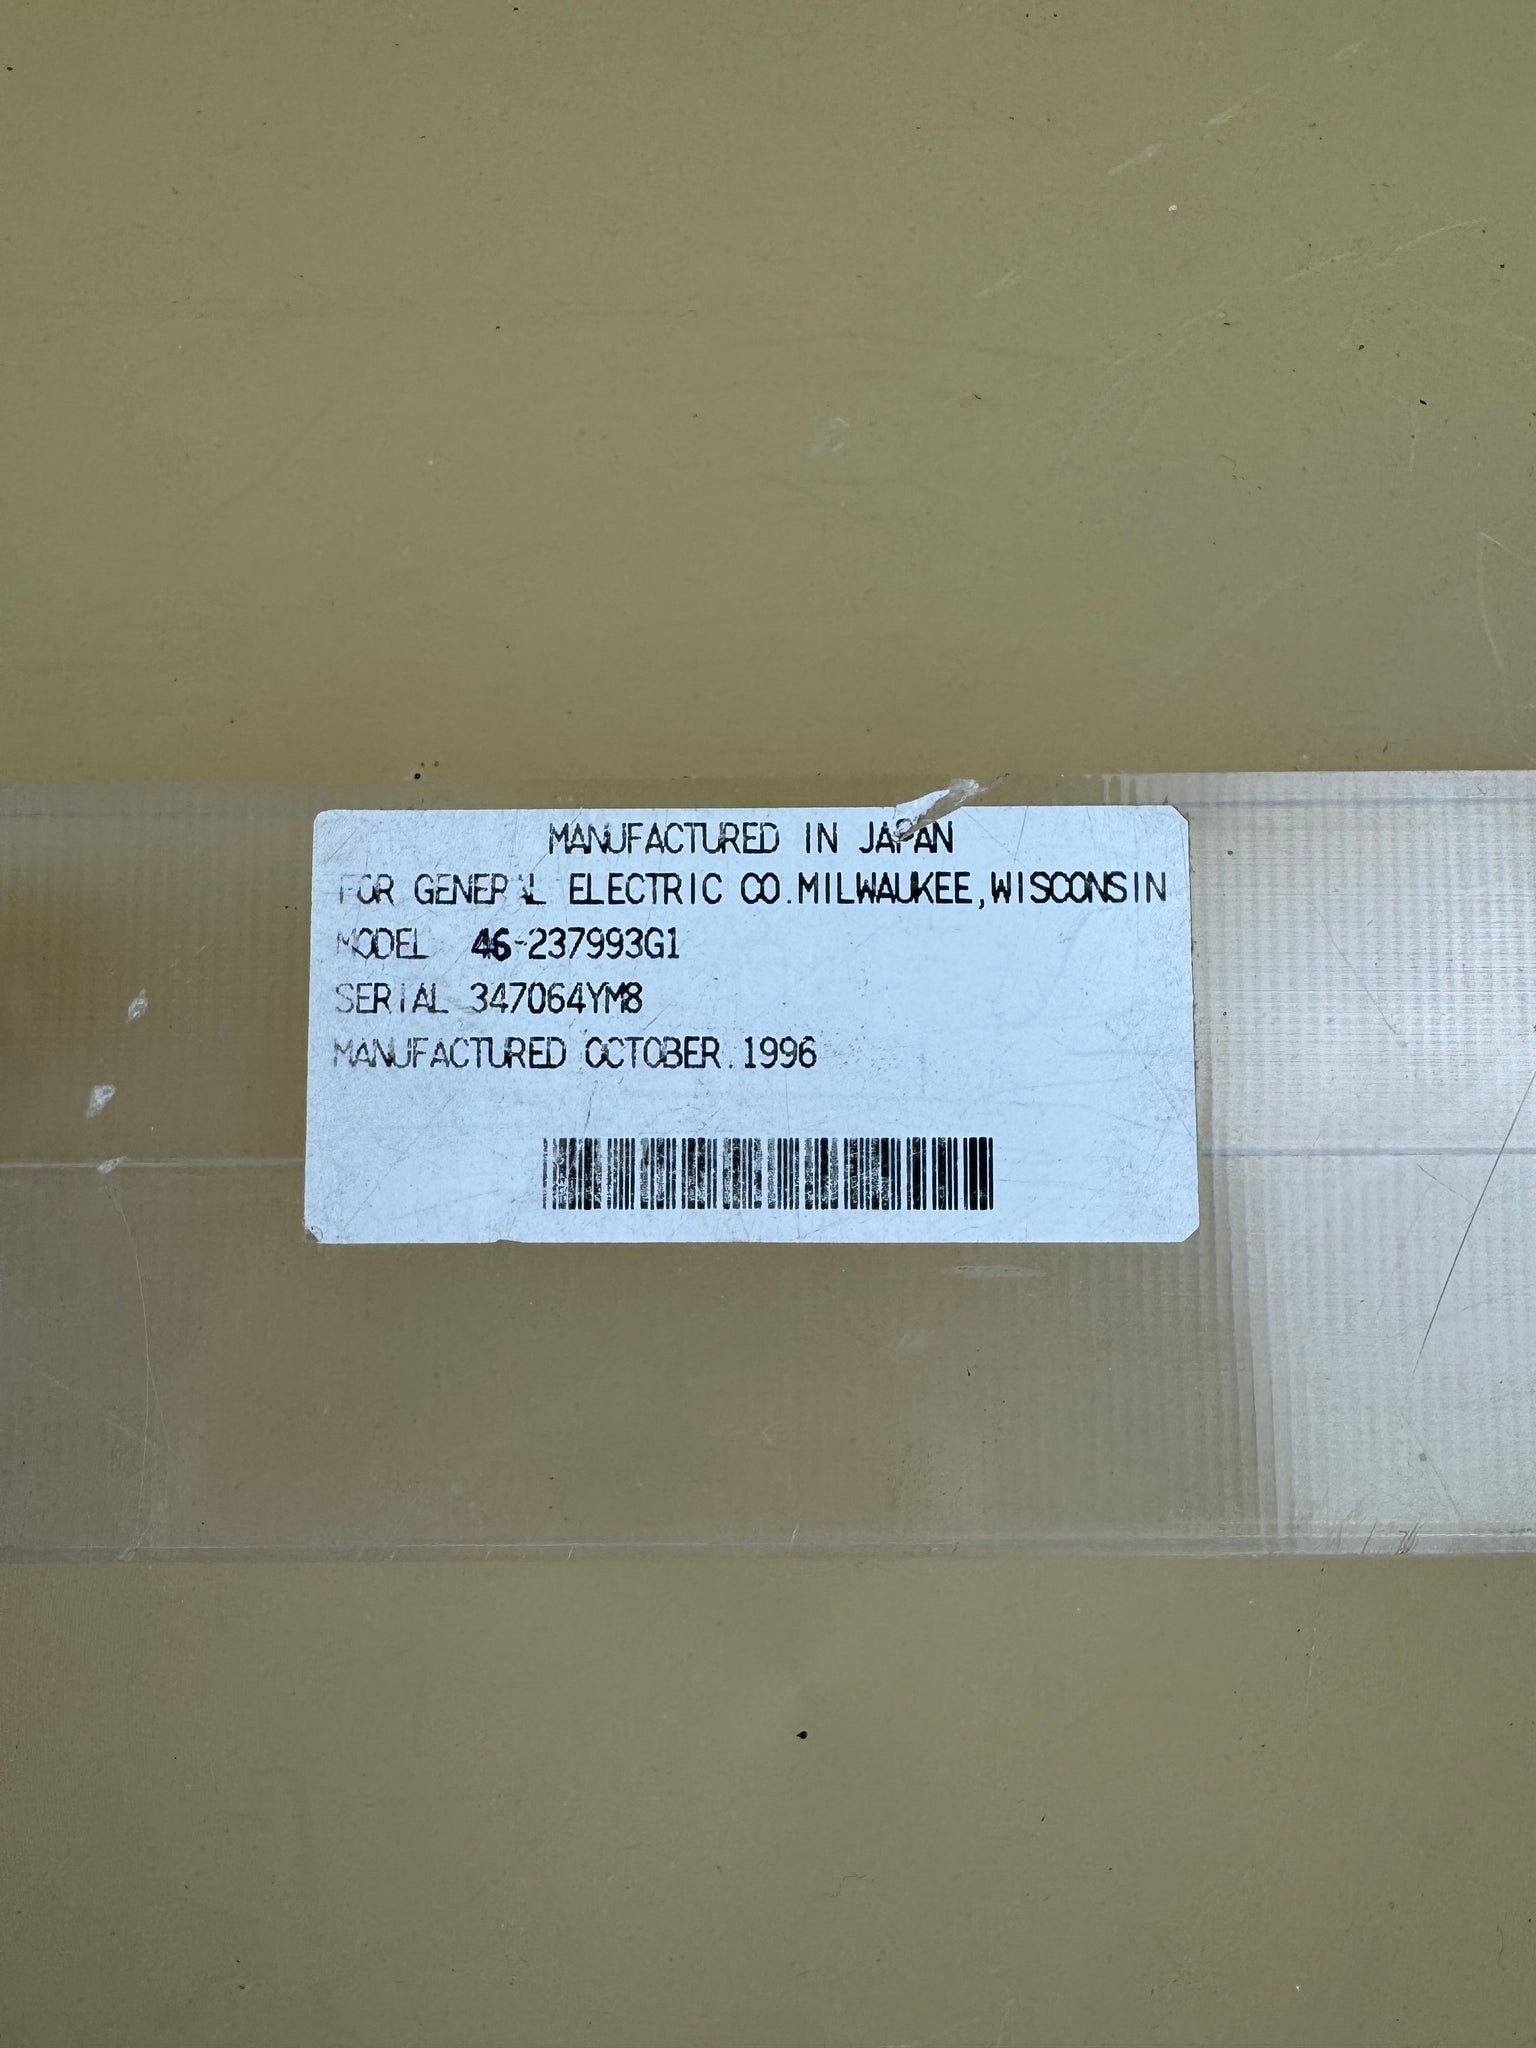 MANUFACTURED IN JAPAN
FOR GENERAL ELECTRIC CO.MILWAUKEE,WISCONSIN
MODEL 46-237993G1
SERIAL 347064YM8
MANUFACTURED OCTOBER.1996